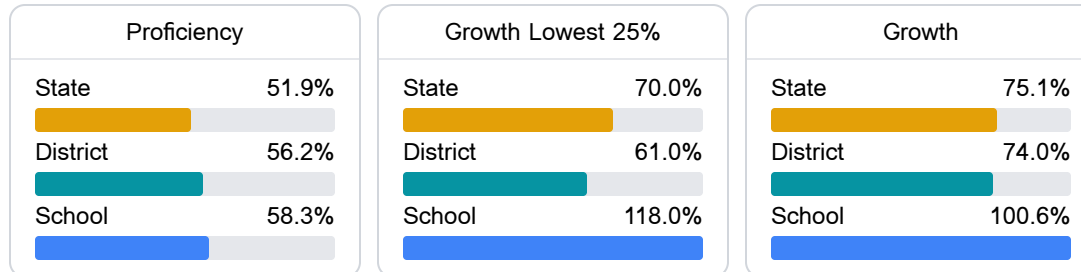 Proficiency
State 51.9%
District 56.2%
School 58.3%
Growth Lowest 25%
State 70.0%
District 61.0%
School 118.0%
Growth
State 75.1%
District 74.0%
School 100.6%